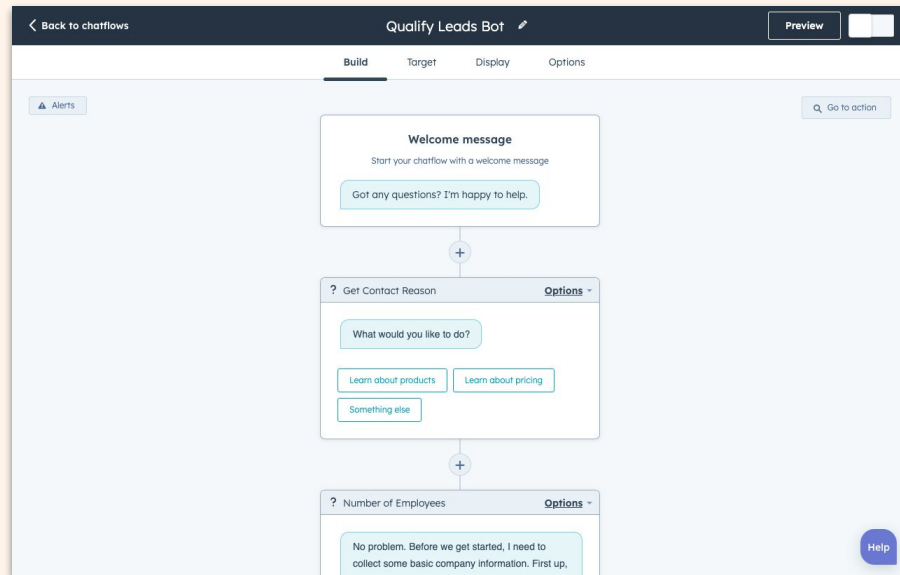 Back to chatflows
Qualify Leads Bot
Preview
Build
Target
Display
Options
Alerts
Go to action
Welcome message
Start your chatflow with a welcome message
Got any questions? I'm happy to help.
+
? Get Contact Reason
Options
What would you like to do?
Learn about products
Learn about pricing
Something else
+
? Number of Employees
Options
No problem. Before we get started, I need to
collect some basic company information. First up,
Help